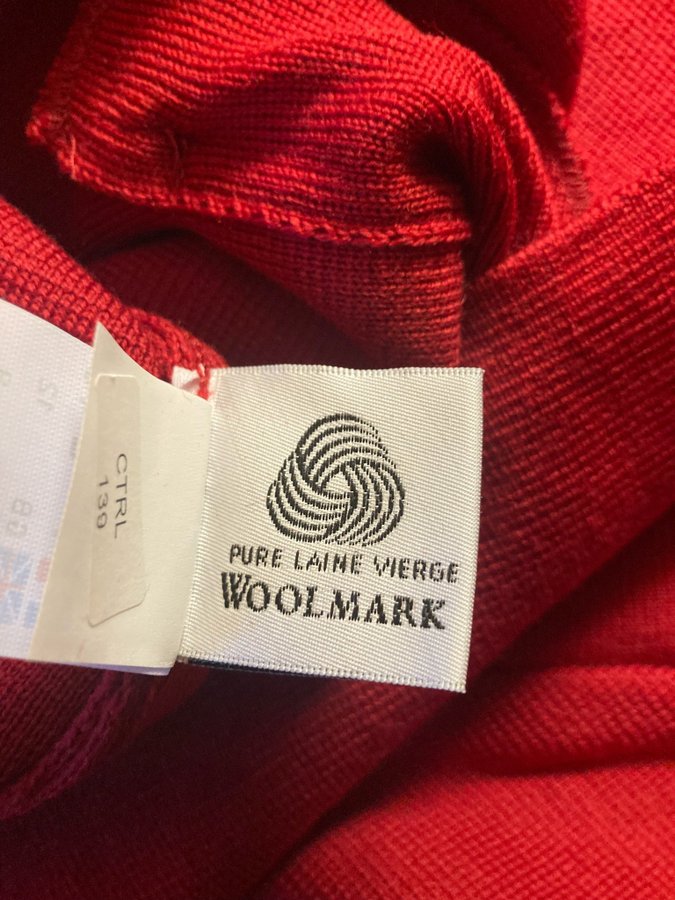 CTRL
139
PURE LAINE VIERGE
WOOLMARK